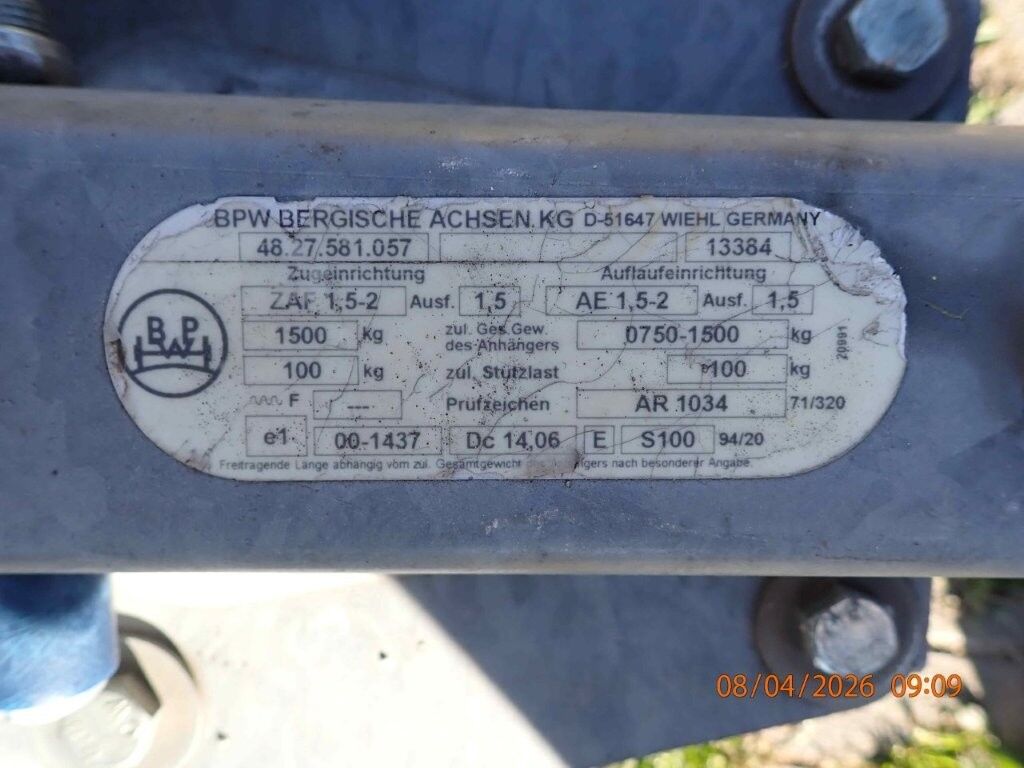 BPW BERGISCHE ACHSEN KG D-51647 WIEHL GERMANY
48.27.581.057 13384
Zugeinrichtung Auflaufeinrichtung
ZAF 1,5-2 Ausf. 1,5 AE 1,5-2 Ausf. 1,5
BPW
1500 kg zul. Ges.Gew. des Anhängers 0750-1500 kg
100 kg zul. Stützlast 100 kg
F --- Prüfzeichen AR 1034 71/320
e1 00-1437 Dc 14,06 E S100 94/20
Freitragende Länge abhängig vom zul. Gesamtgewicht nach besonderer Angabe.
20991
08/04/2026 09:09